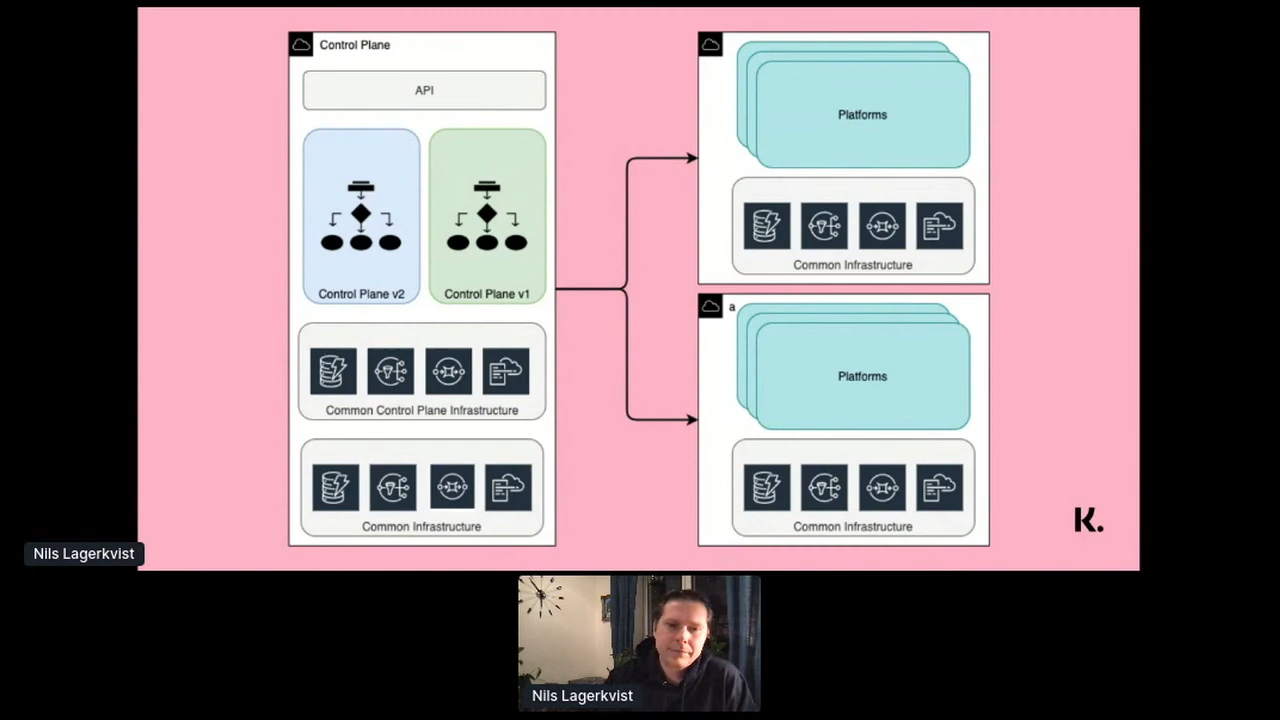 Control Plane
API
Control Plane v2
Control Plane v1
Common Control Plane Infrastructure
Common Infrastructure
Platforms
Common Infrastructure
a
Platforms
Common Infrastructure
K.
Nils Lagerkvist
Nils Lagerkvist